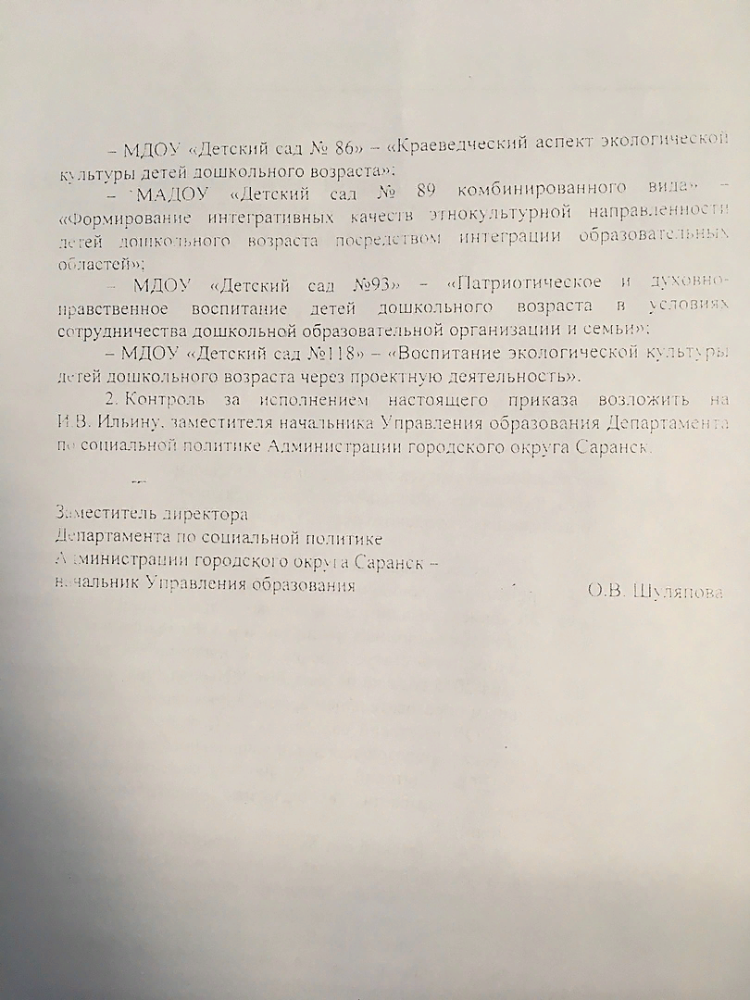 – МДОУ «Детский сад № 86» – «Краеведческий аспект экологической
культуры детей дошкольного возраста»;
– МАДОУ «Детский сад № 89 комбинированного вида» –
«Формирование интегративных качеств этнокультурной направленности
детей дошкольного возраста посредством интеграции образовательных
областей»;
– МДОУ «Детский сад №93» – «Патриотическое и духовно-
нравственное воспитание детей дошкольного возраста в условиях
сотрудничества дошкольной образовательной организации и семьи»;
– МДОУ «Детский сад №118» – «Воспитание экологической культуры
детей дошкольного возраста через проектную деятельность».
2. Контроль за исполнением настоящего приказа возложить на
И.В. Ильину, заместителя начальника Управления образования Департамента
по социальной политике Администрации городского округа Саранск.
Заместитель директора
Департамента по социальной политике
Администрации городского округа Саранск –
начальник Управления образования
О.В. Шуляпова